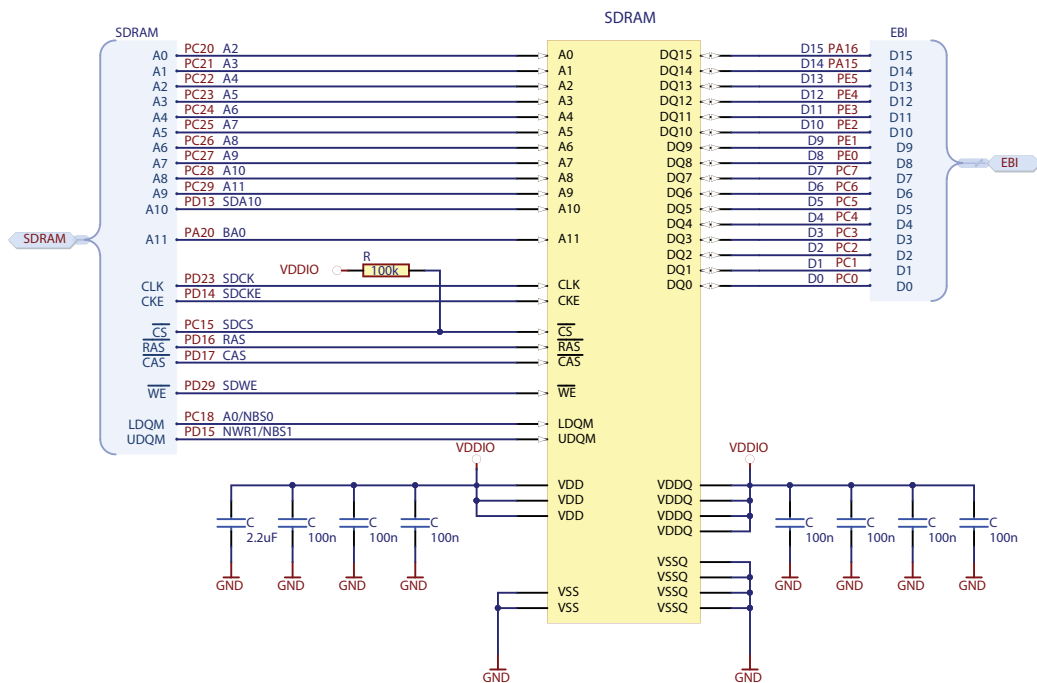 SDRAM
SDRAM
EBI
A0 PC20 A2 A0 DQ15 D15 PA16 D15
A1 PC21 A3 A1 DQ14 D14 PA15 D14
A2 PC22 A4 A2 DQ13 D13 PE5 D13
A3 PC23 A5 A3 DQ12 D12 PE4 D12
A4 PC24 A6 A4 DQ11 D11 PE3 D11
A5 PC25 A7 A5 DQ10 D10 PE2 D10
A6 PC26 A8 A6 DQ9 D9 PE1 D9
A7 PC27 A9 A7 DQ8 D8 PE0 D8
EBI
A8 PC28 A10 A8 DQ7 D7 PC7 D7
A9 PC29 A11 A9 DQ6 D6 PC6 D6
A10 PD13 SDA10 A10 DQ5 D5 PC5 D5
DQ4 D4 PC4 D4
SDRAM
A11 PA20 BA0 A11 DQ3 D3 PC3 D3
DQ2 D2 PC2 D2
R
VDDIO 100k DQ1 D1 PC1 D1
CLK PD23 SDCK CLK DQ0 D0 PC0 D0
CKE PD14 SDCKE CKE
CS PC15 SDCS CS
RAS PD16 RAS RAS
CAS PD17 CAS CAS
WE PD29 SDWE WE
LDQM PC18 A0/NBS0 LDQM
UDQM PD15 NWR1/NBS1 UDQM
VDDIO VDDIO
VDD VDDQ
VDD VDDQ
VDD VDDQ
VDDQ
C C C C C C C C
2.2uF 100n 100n 100n 100n 100n 100n 100n
VSSQ
VSSQ
GND GND GND GND GND GND GND GND
VSS VSSQ
VSS VSSQ
GND GND